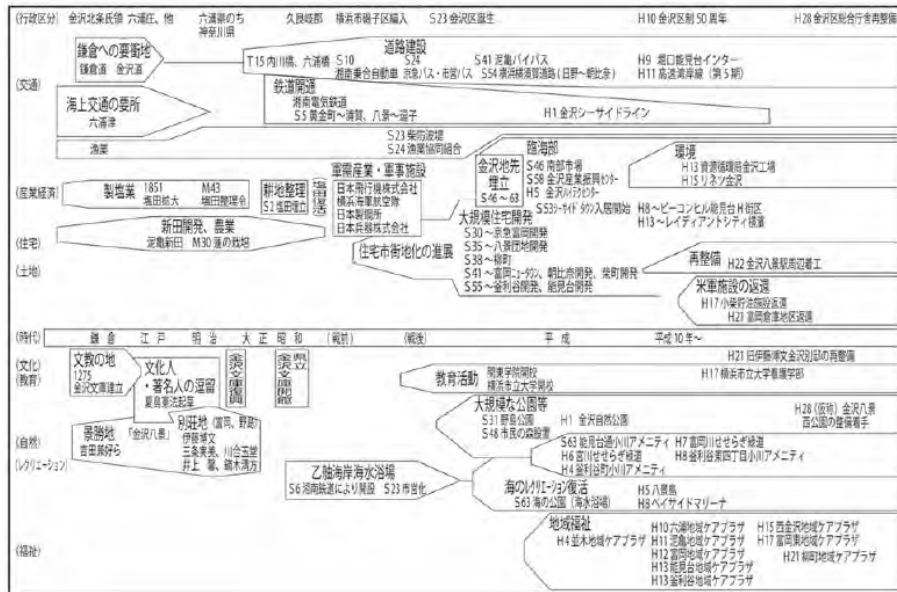 (行政区分) 金沢北条氏領 六浦庄、他 六浦県のち 神奈川県 久良岐郡 横浜市磯子区編入 S23 金沢区誕生 H10 金沢区制 50 周年 H28 金沢区総合庁舎再整備
鎌倉への要衝地
鎌倉道 金沢道
道路建設
T15 内川橋、六浦橋 S10 S24 S41 泥亀バイパス H9 堀口能見台インター
湘南乗合自動車 京急バス・市営バス S54 横浜横須賀道路(日野~朝比奈) H11 高速湾岸線(第5期)
(交通)
海上交通の要所
六浦津
鉄道開通
湘南電気鉄道
S5 黄金町~浦賀、八景~逗子 H1 金沢シーサイドライン
漁業
S23 柴防波場
S24 漁業協同組合
(産業経済)
製塩業 1851 M43
塩田拡大 塩田整理令
耕地整理
S2 塩田埋立
軍需産業・軍事施設
日本飛行機株式会社
横浜海軍航空隊
日本製鋼所
日本兵器株式会社
金沢地先
埋立
S46~63
臨海部
S46 南部市場
S58 金沢産業振興センター
H5 金沢ハイテクセンター
S53 シーサイドタウン入居開始 H8~ビーコンヒル能見台H街区
H13~レイディアントシティ横濱
環境
H13 資源循環局金沢工場
H15 リネツ金沢
(住宅)
新田開発、農業
泥亀新田 M30 蓮の栽培
住宅市街地化の進展
大規模住宅開発
S30~京急富岡開発
S35~八景団地開発
S38~柳町
S41~富岡ニュータウン、朝比奈開発、柴町開発
S55~釜利谷開発、能見台開発
再整備
H22 金沢八景駅周辺着工
(土地)
米軍施設の返還
H17 小柴貯油施設返還
H21 富岡倉庫地区返還
(時代) 鎌倉 江戸 明治 大正 昭和 (戦前) (戦後) 平成 平成10年~
(文化)
(教育)
文教の地
1275
金沢文庫建立
文化人
・著名人の逗留
夏島憲法起草
金沢文庫復興
県立
金沢文庫開館
教育活動 関東学院開校
横浜市立大学開校
H21 旧伊藤博文金沢別邸の再整備
H17 横浜市立大学看護学部
(自然)
(レクリエーション)
景勝地 「金沢八景」
吉田兼好ら
別荘地(富岡、野島)
伊藤博文
三条実美、川合玉堂
井上 馨、鏑木清方
大規模な公園等
S31 野島公園 H1 金沢自然公園
S48 市民の森設置
H28 (仮称) 金沢八景
西公園の整備着手
S63 能見台通小川アメニティ H7 富岡川せせらぎ緑道
H6 宮川せせらぎ緑道 H8 釜利谷東四丁目小川アメニティ
H4 釜利谷町小川アメニティ
乙舳海岸海水浴場
S6 湘南鉄道により開設 S23 市営化
海のレクリエーション復活 H5 八景島
S63 海の公園(海水浴場) H8 ベイサイドマリーナ
(福祉)
地域福祉
H4 並木地域ケアプラザ
H10 六浦地域ケアプラザ H15 西金沢地域ケアプラザ
H11 泥亀地域ケアプラザ H17 富岡東地域ケアプラザ
H12 富岡地域ケアプラザ
H13 能見台地域ケアプラザ H21 柳町地域ケアプラザ
H13 釜利谷地域ケアプラザ